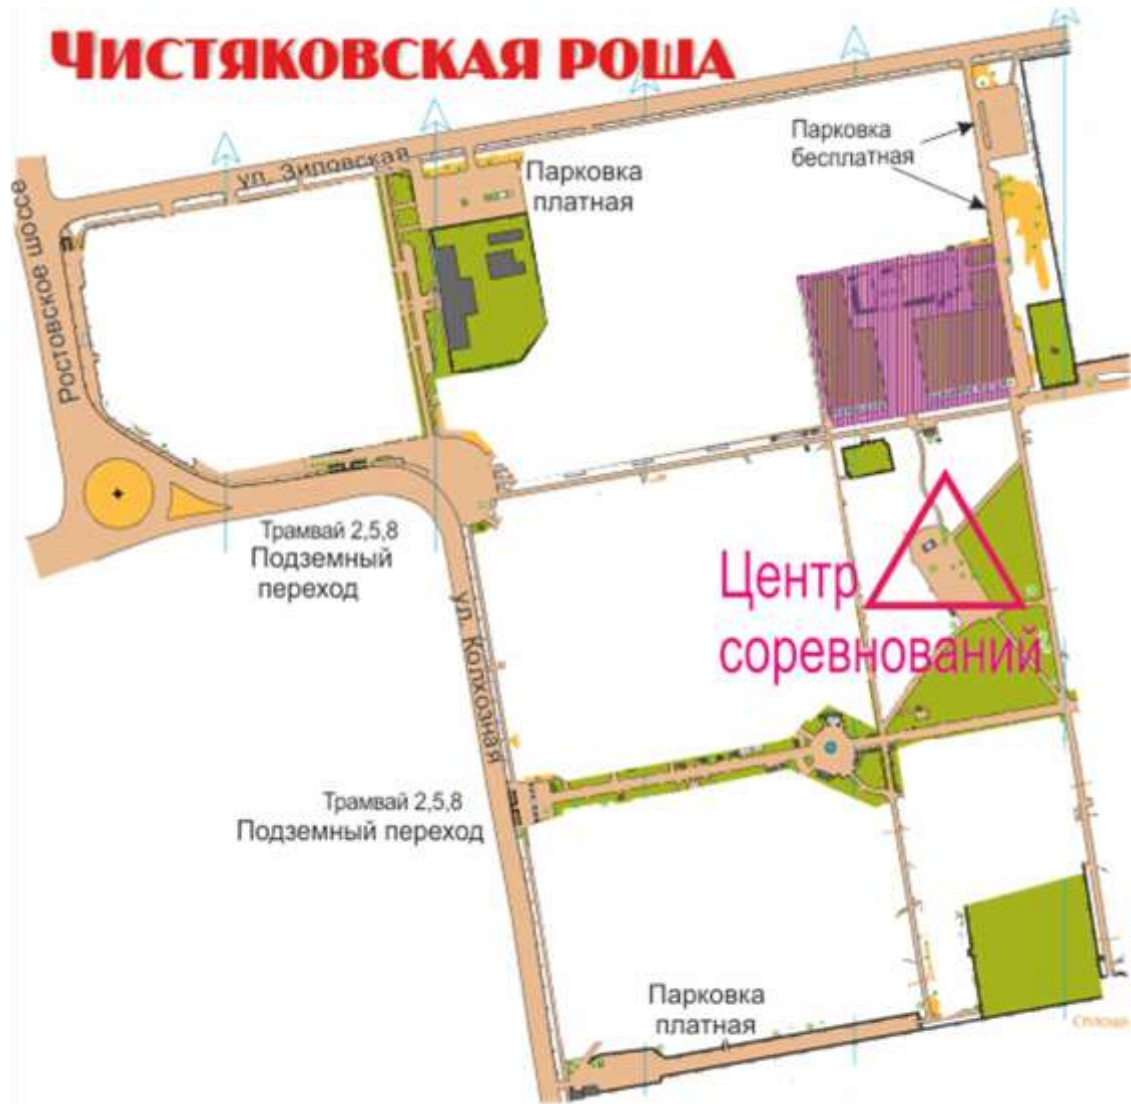 ЧИСТЯКОВСКАЯ РОША
Парковка
бесплатная
ул. Зиповская
Парковка
платная
Ростовское шоссе
Трамвай 2,5,8
Подземный
переход
Центр
соревнований
ул. Колхозная
Трамвай 2,5,8
Подземный переход
Парковка
платная